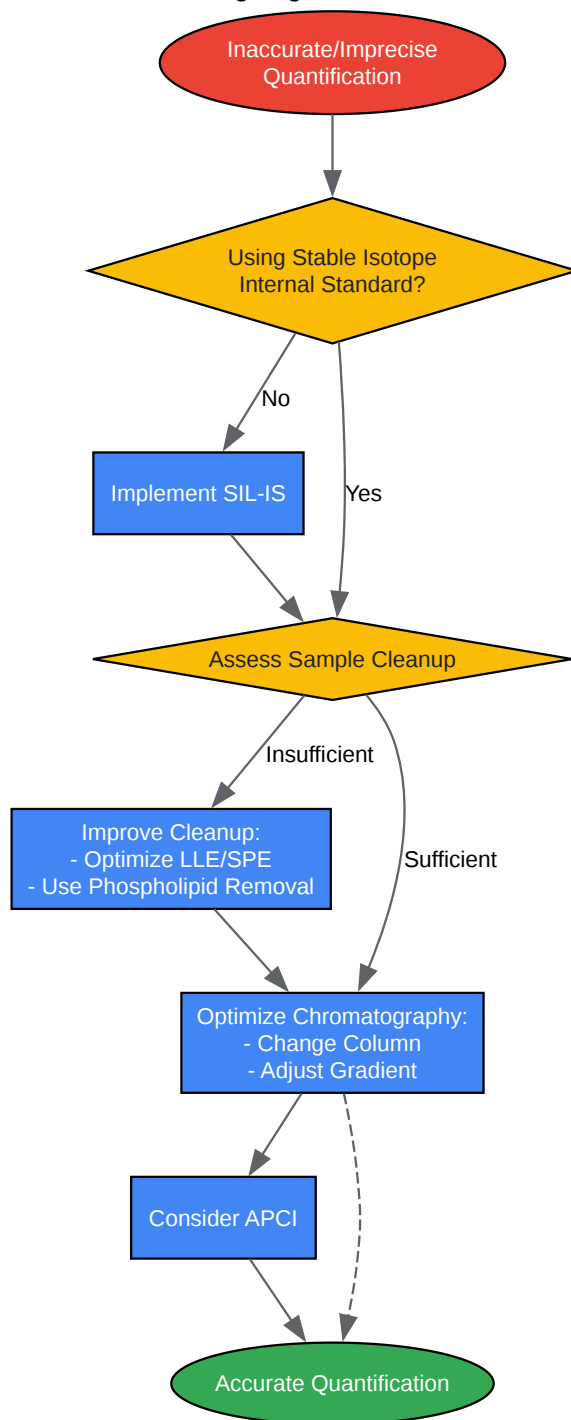 Inaccurate/Imprecise
Quantification
Using Stable Isotope
Internal Standard?
No
Implement SIL-IS
Yes
Assess Sample Cleanup
Insufficient
Improve Cleanup:
- Optimize LLE/SPE
- Use Phospholipid Removal
Sufficient
Optimize Chromatography:
- Change Column
- Adjust Gradient
Consider APCI
Accurate Quantification